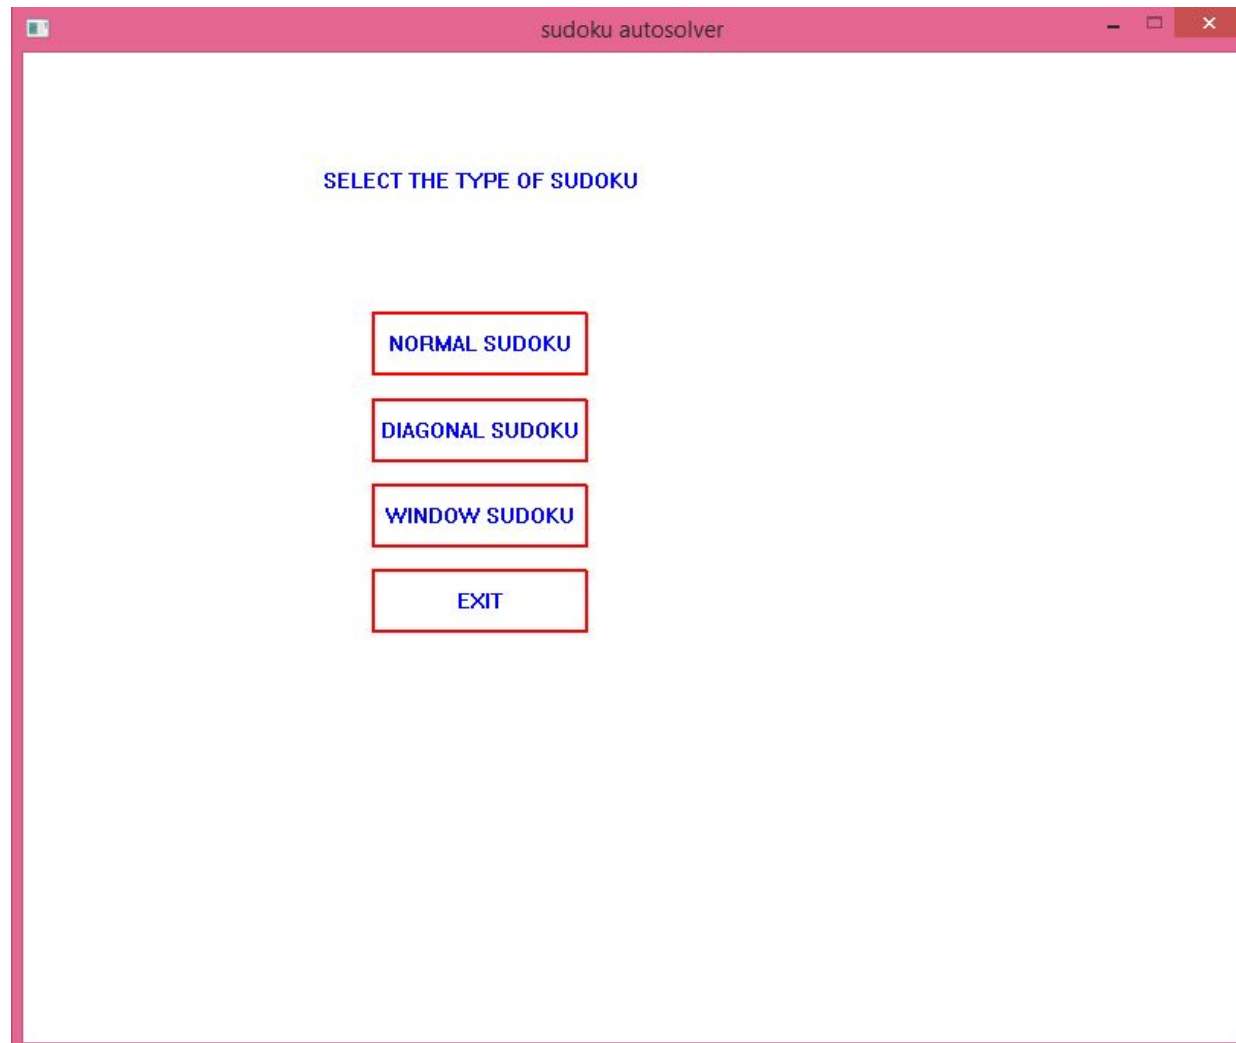 sudoku autosolver
SELECT THE TYPE OF SUDOKU
NORMAL SUDOKU
DIAGONAL SUDOKU
WINDOW SUDOKU
EXIT